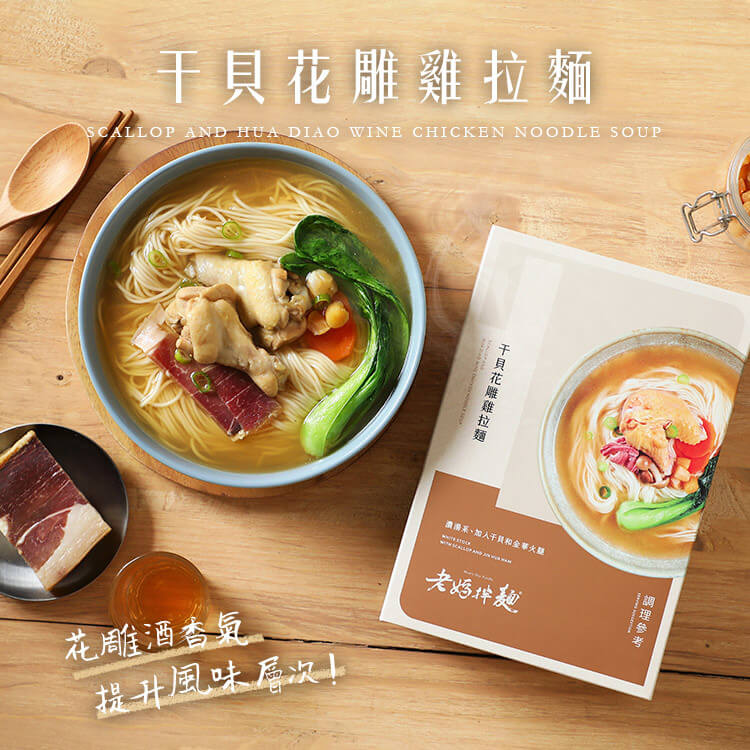 干貝花雕雞拉麵
SCALLOP AND HUA DIAO WINE CHICKEN NOODLE SOUP
干貝花雕雞拉麵
濃湯系、加入干貝和金華火腿
WHITE STOCK
WITH SCALLOP AND JIN HUA HAM
老媽拌麵
調理參考
花雕酒香氣
提升風味層次!